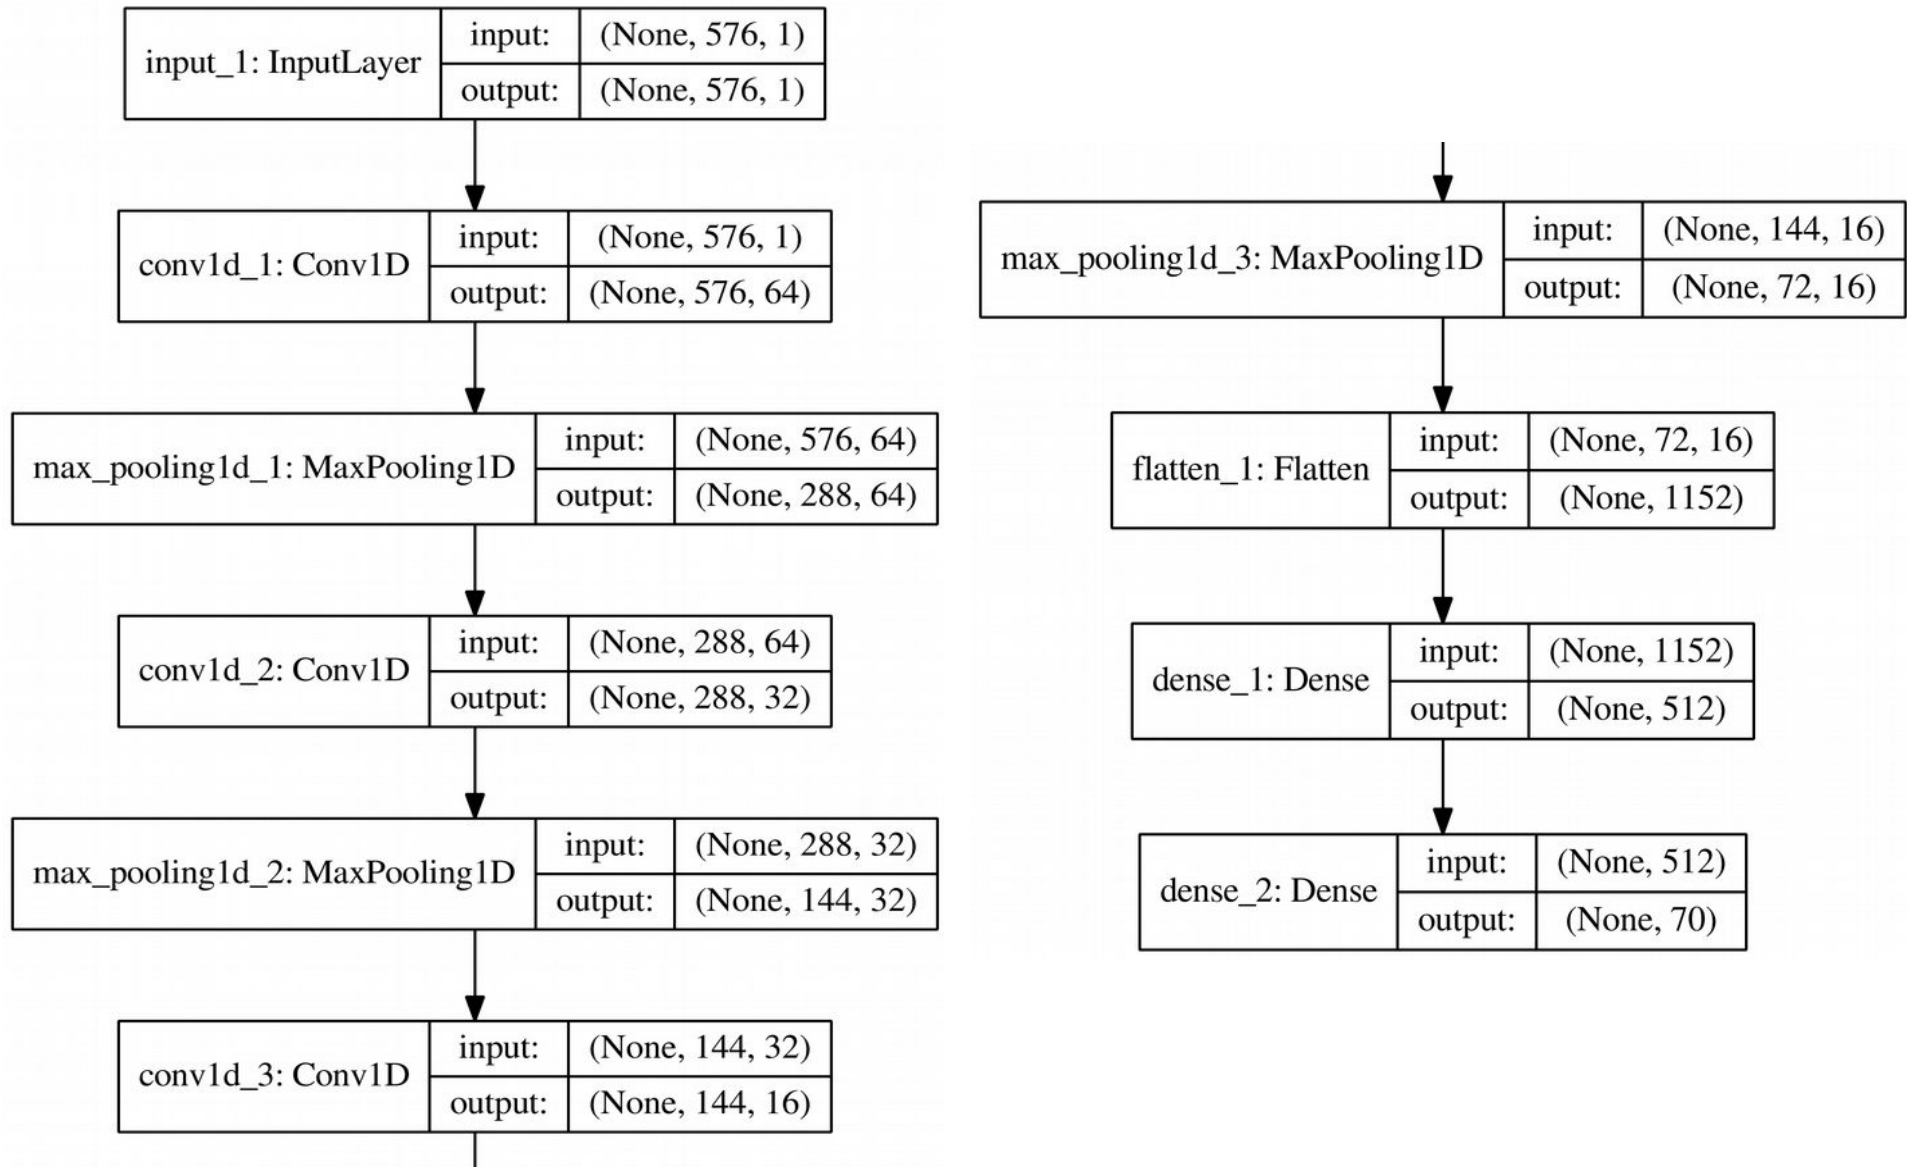 input_1: InputLayer
input: (None, 576, 1)
output: (None, 576, 1)
conv1d_1: Conv1D
input: (None, 576, 1)
output: (None, 576, 64)
max_pooling1d_1: MaxPooling1D
input: (None, 576, 64)
output: (None, 288, 64)
conv1d_2: Conv1D
input: (None, 288, 64)
output: (None, 288, 32)
max_pooling1d_2: MaxPooling1D
input: (None, 288, 32)
output: (None, 144, 32)
conv1d_3: Conv1D
input: (None, 144, 32)
output: (None, 144, 16)
max_pooling1d_3: MaxPooling1D
input: (None, 144, 16)
output: (None, 72, 16)
flatten_1: Flatten
input: (None, 72, 16)
output: (None, 1152)
dense_1: Dense
input: (None, 1152)
output: (None, 512)
dense_2: Dense
input: (None, 512)
output: (None, 70)